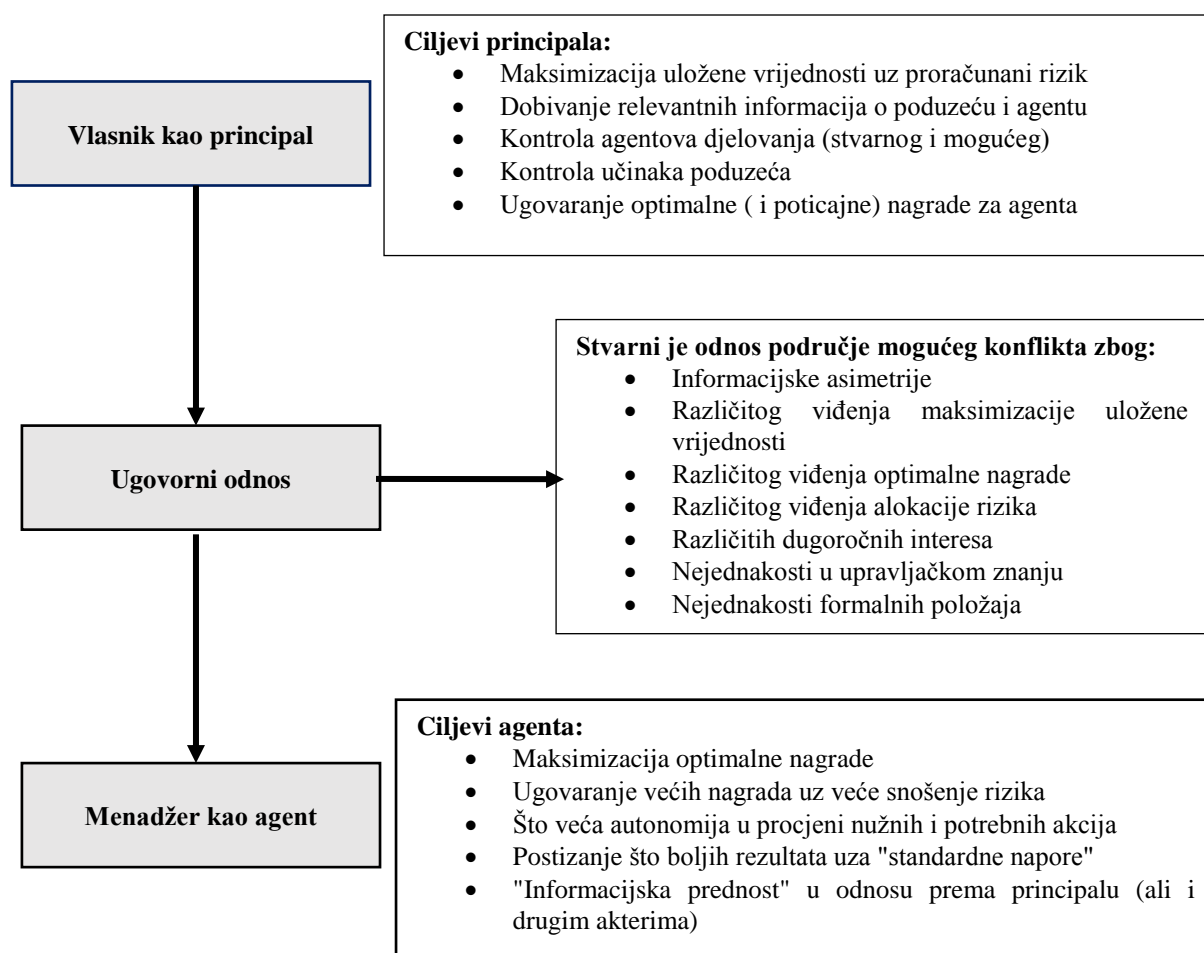 Ciljevi principala:
• Maksimizacija uložene vrijednosti uz proračunani rizik
• Dobivanje relevantnih informacija o poduzeću i agentu
• Kontrola agentova djelovanja (stvarnog i mogućeg)
• Kontrola učinaka poduzeća
• Ugovaranje optimalne ( i poticajne) nagrade za agenta
Vlasnik kao principal
Stvarni je odnos područje mogućeg konflikta zbog:
• Informacijske asimetrije
• Različitog viđenja maksimizacije uložene
vrijednosti
• Različitog viđenja optimalne nagrade
• Različitog viđenja alokacije rizika
• Različitih dugoročnih interesa
• Nejednakosti u upravljačkom znanju
• Nejednakosti formalnih položaja
Ugovorni odnos
Ciljevi agenta:
• Maksimizacija optimalne nagrade
• Ugovaranje većih nagrada uz veće snošenje rizika
• Što veća autonomija u procjeni nužnih i potrebnih akcija
• Postizanje što boljih rezultata uza "standardne napore"
• "Informacijska prednost" u odnosu prema principalu (ali i
drugim akterima)
Menadžer kao agent